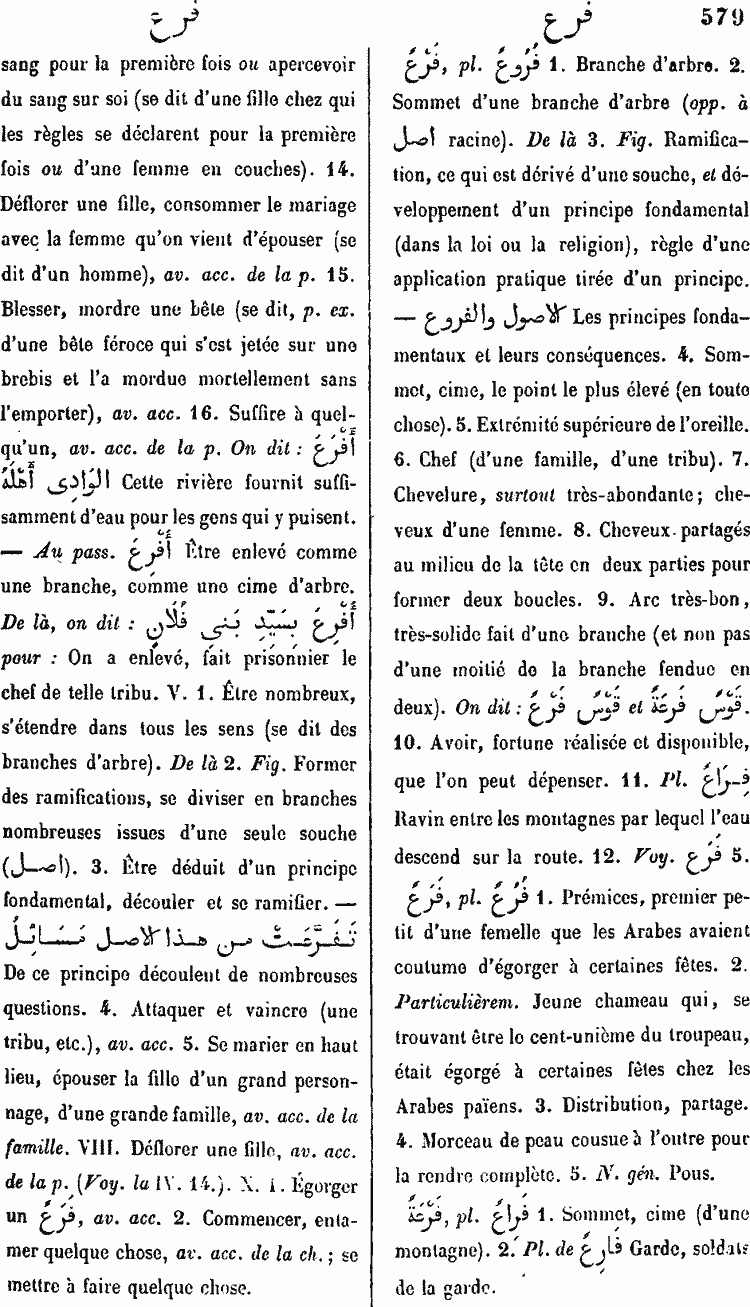 فرع
فرع 579
sang pour la première fois ou apercevoir
du sang sur soi (se dit d'une fille chez qui
les règles se déclarent pour la première
fois ou d'une femme en couches). 14.
Déflorer une fille, consommer le mariage
avec la femme qu'on vient d'épouser (se
dit d'un homme), av. acc. de la p. 15.
Blesser, mordre une bête (se dit, p. ex.
d'une bête féroce qui s'est jetée sur une
brebis et l'a mordue mortellement sans
l'emporter), av. acc. 16. Suffire à quel-
qu'un, av. acc. de la p. On dit : أَفْرَعَ
الوَادِى أَهْلَهُ Cette rivière fournit suffi-
samment d'eau pour les gens qui y puisent.
— Au pass. أُفْرِعَ Être enlevé comme
une branche, comme une cime d'arbre.
De là, on dit : أُفْرِعَ بِسَيِّدِ بَنِى فُلَانٍ
pour : On a enlevé, fait prisonnier le
chef de telle tribu. V. 1. Être nombreux,
s'étendre dans tous les sens (se dit des
branches d'arbre). De là 2. Fig. Former
des ramifications, se diviser en branches
nombreuses issues d'une seule souche
(اصل). 3. Être déduit d'un principe
fondamental, découler et se ramifier. —
تَفَرَّعَتْ من هذا الاصل مَسَائِلُ
De ce principe découlent de nombreuses
questions. 4. Attaquer et vaincre (une
tribu, etc.), av. acc. 5. Se marier en haut
lieu, épouser la fille d'un grand person-
nage, d'une grande famille, av. acc. de la
famille. VIII. Déflorer une fille, av. acc.
de la p. (Voy. la IV. 14.). X. 1. Égorger
un فَرَعٌ, av. acc. 2. Commencer, enta-
mer quelque chose, av. acc. de la ch. ; se
mettre à faire quelque chose.
فَرْعٌ, pl. فُرُوعٌ 1. Branche d'arbre. 2.
Sommet d'une branche d'arbre (opp. à
اصل racine). De là 3. Fig. Ramifica-
tion, ce qui est dérivé d'une souche, et dé-
veloppement d'un principe fondamental
(dans la loi ou la religion), règle d'une
application pratique tirée d'un principe.
— الاصول والفروع Les principes fonda-
mentaux et leurs conséquences. 4. Som-
met, cime, le point le plus élevé (en toute
chose). 5. Extrémité supérieure de l'oreille.
6. Chef (d'une famille, d'une tribu). 7.
Chevelure, surtout très-abondante ; che-
veux d'une femme. 8. Cheveux partagés
au milieu de la tête en deux parties pour
former deux boucles. 9. Arc très-bon,
très-solide fait d'une branche (et non pas
d'une moitié de la branche fendue en
deux). On dit : قَوْسٌ فَرْعٌ et قَوْسٌ فَرْعَةٌ.
10. Avoir, fortune réalisée et disponible,
que l'on peut dépenser. 11. Pl. فِرَاعٌ
Ravin entre les montagnes par lequel l'eau
descend sur la route. 12. Voy. فَرَع 5.
فَرَعٌ, pl. فُرُعٌ 1. Prémices, premier pe-
tit d'une femelle que les Arabes avaient
coutume d'égorger à certaines fêtes. 2.
Particulièrem. Jeune chameau qui, se
trouvant être le cent-unième du troupeau,
était égorgé à certaines fêtes chez les
Arabes païens. 3. Distribution, partage.
4. Morceau de peau cousue à l'outre pour
la rendre complète. 5. N. gén. Pous.
فَرْعَةٌ, pl. فِرَاعٌ 1. Sommet, cime (d'une
montagne). 2. Pl. de فَارِعٌ Garde, soldats
de la garde.